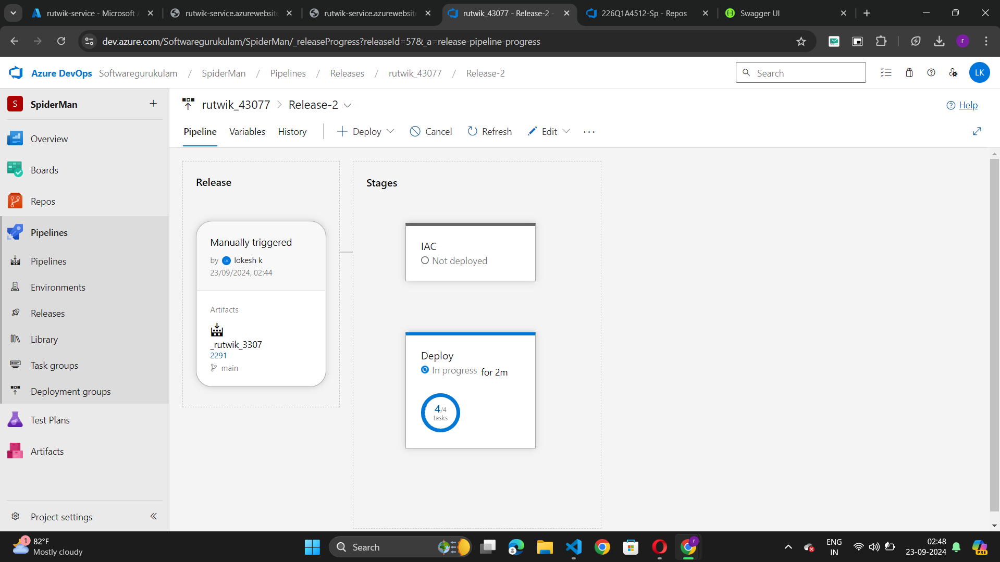 rutwik-service - Microsoft A
rutwik-service.azurewebsite
rutwik-service.azurewebsite
rutwik_43077 - Release-2 -
226Q1A4512-Sp - Repos
Swagger UI
dev.azure.com/Softwaregurukulam/SpiderMan/_releaseProgress?releaseId=57&_a=release-pipeline-progress
r
Azure DevOps Softwaregurukulam / SpiderMan / Pipelines / Releases / rutwik_43077 / Release-2
Search
LK
S SpiderMan
Overview
Boards
Repos
Pipelines
Pipelines
Environments
Releases
Library
Task groups
Deployment groups
Test Plans
Artifacts
Project settings
rutwik_43077 > Release-2
Help
Pipeline Variables History Deploy Cancel Refresh Edit
Release
Manually triggered
by LK lokesh k
23/09/2024, 02:44
Artifacts
_rutwik_3307
2291
main
Stages
IAC
Not deployed
Deploy
In progress for 2m
4/4
tasks
1
82°F
Mostly cloudy
Search
r
ENG
IN
02:48
23-09-2024
PRE